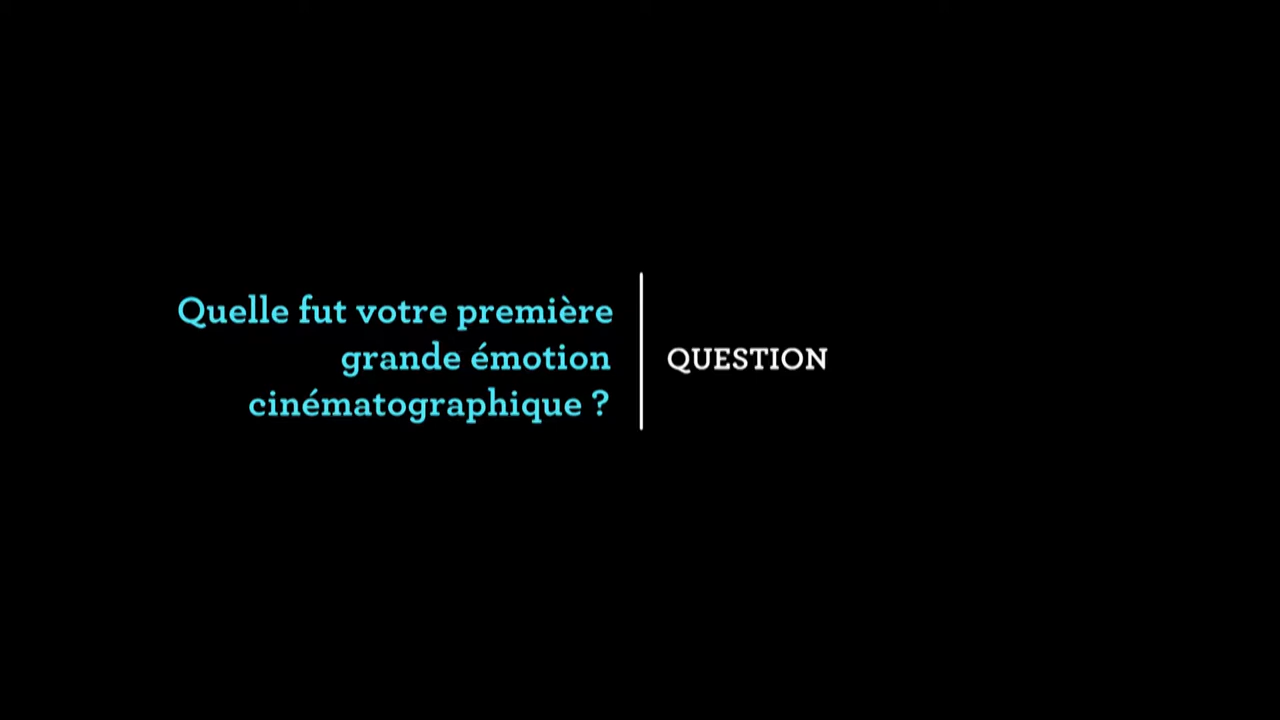 Quelle fut votre première
grande émotion
cinématographique ?
QUESTION